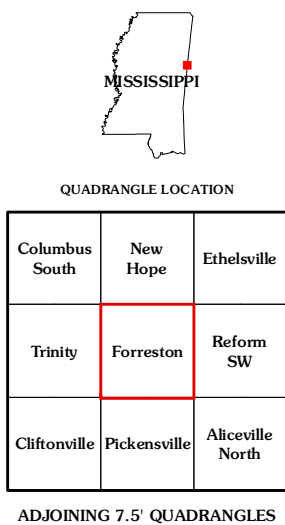 MISSISSIPPI
QUADRANGLE LOCATION
Columbus
South
New
Hope
Ethelsville
Trinity
Forreston
Reform
SW
Cliftonville
Pickensville
Aliceville
North
ADJOINING 7.5' QUADRANGLES